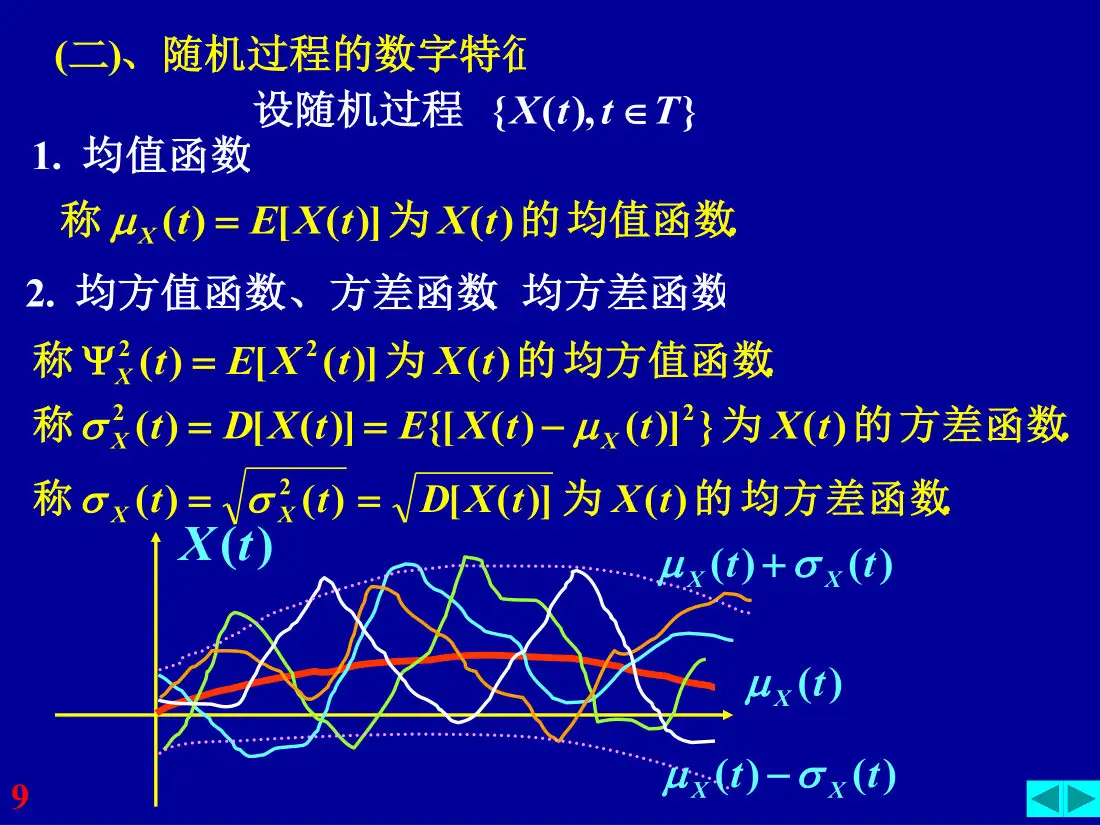 (二)、随机过程的数字特征
设随机过程 {X(t), t ∈ T}
1. 均值函数
称 μ_X(t) = E[X(t)] 为 X(t) 的 均值函数.
2. 均方值函数、方差函数 均方差函数
称 Ψ_X^2(t) = E[X^2(t)] 为 X(t) 的 均方值函数.
称 σ_X^2(t) = D[X(t)] = E{[X(t) − μ_X(t)]^2} 为 X(t) 的 方差函数.
称 σ_X(t) = √σ_X^2(t) = √D[X(t)] 为 X(t) 的 均方差函数.
X(t)
μ_X(t) + σ_X(t)
μ_X(t)
μ_X(t) − σ_X(t)
9